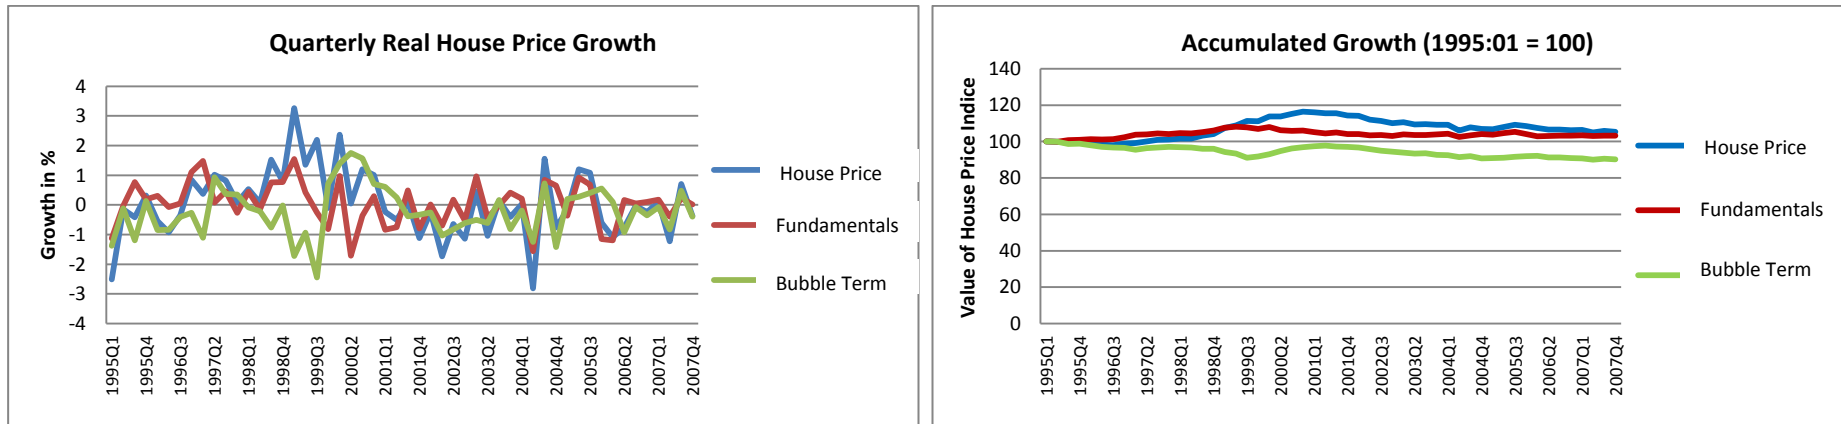 Quarterly Real House Price Growth
Growth in %
4
3
2
1
0
-1
-2
-3
-4
1995Q1
1995Q4
1996Q3
1997Q2
1998Q1
1998Q4
1999Q3
2000Q2
2001Q1
2001Q4
2002Q3
2003Q2
2004Q1
2004Q4
2005Q3
2006Q2
2007Q1
2007Q4
House Price
Fundamentals
Bubble Term
Accumulated Growth (1995:01 = 100)
Value of House Price Indice
140
120
100
80
60
40
20
0
1995Q1
1995Q4
1996Q3
1997Q2
1998Q1
1998Q4
1999Q3
2000Q2
2001Q1
2001Q4
2002Q3
2003Q2
2004Q1
2004Q4
2005Q3
2006Q2
2007Q1
2007Q4
House Price
Fundamentals
Bubble Term